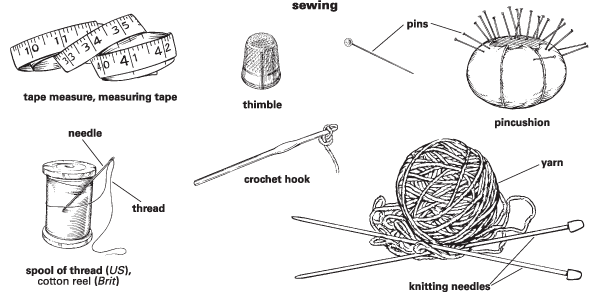 sewing
pins
10 11 33 34 35
40 41 42
tape measure, measuring tape
thimble
pincushion
needle
crochet hook
yarn
thread
spool of thread (US),
cotton reel (Brit)
knitting needles